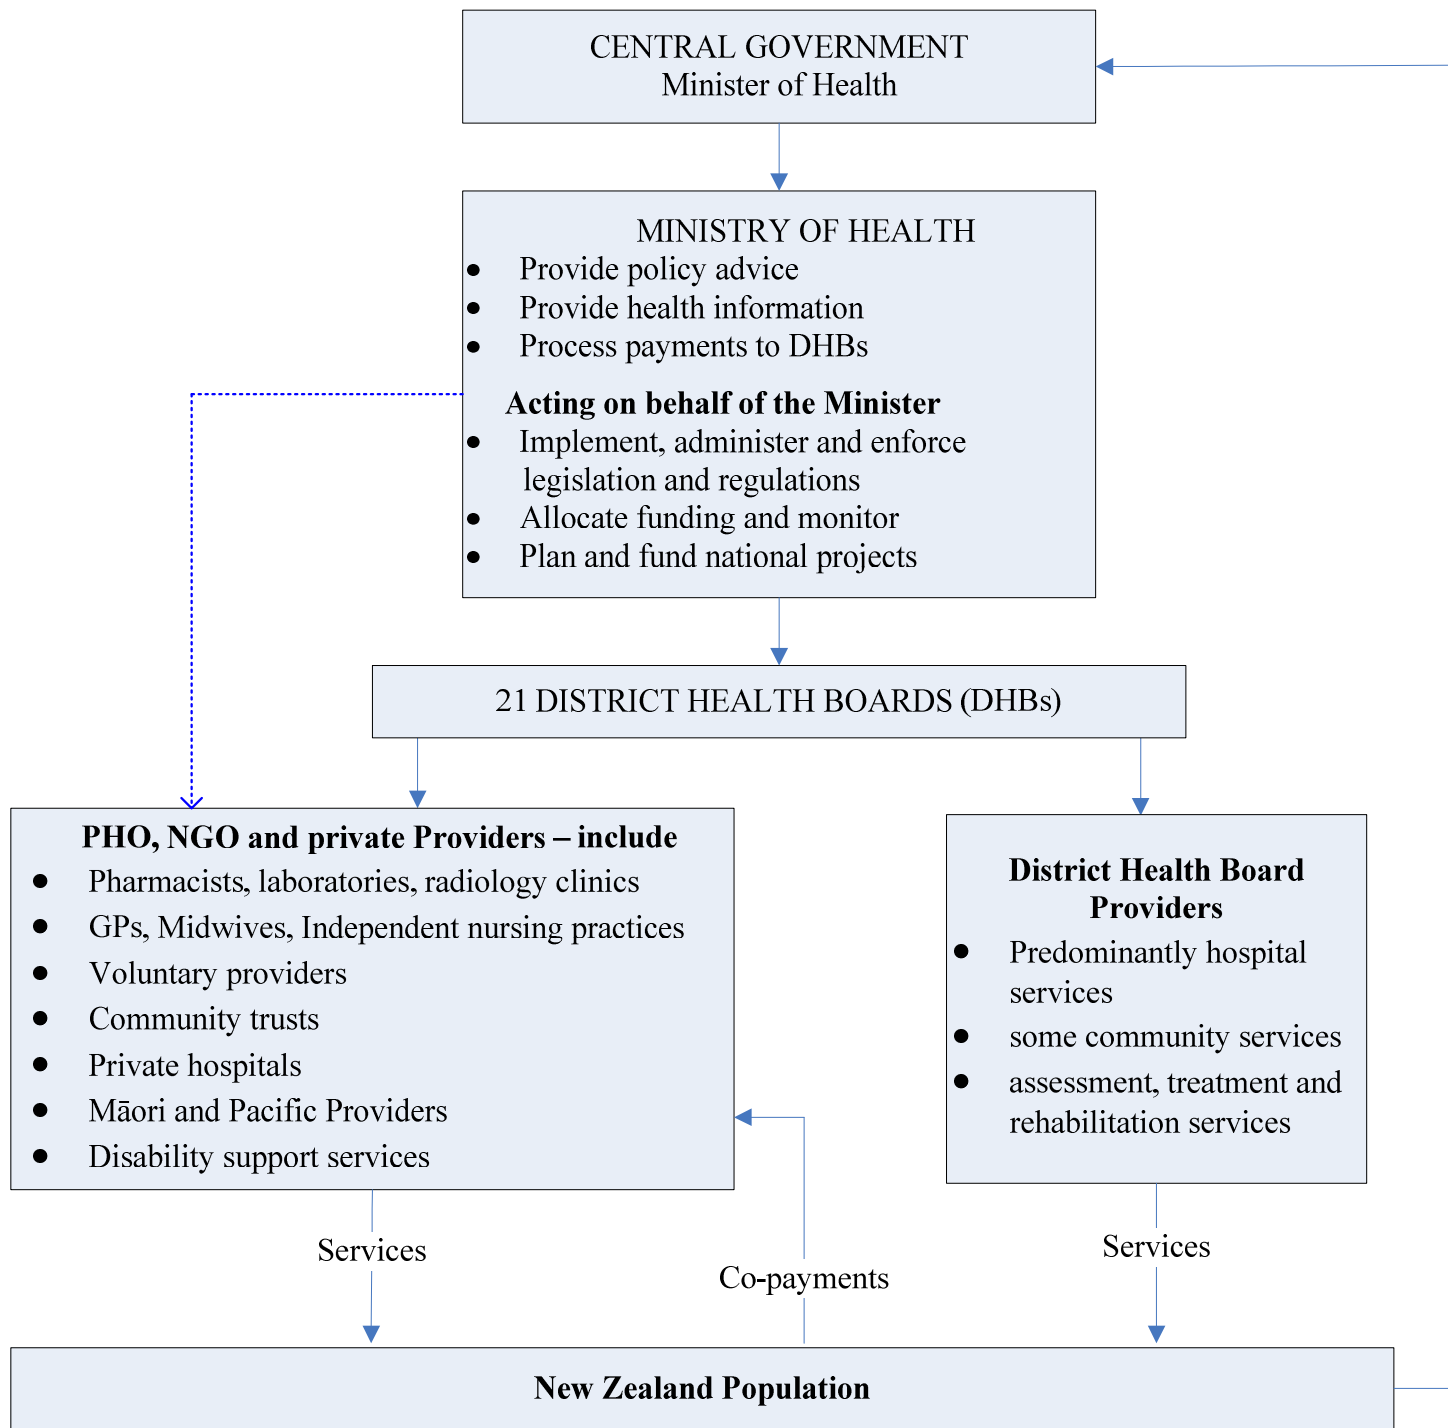 CENTRAL GOVERNMENT
Minister of Health
MINISTRY OF HEALTH
● Provide policy advice
● Provide health information
● Process payments to DHBs
Acting on behalf of the Minister
● Implement, administer and enforce
legislation and regulations
● Allocate funding and monitor
● Plan and fund national projects
21 DISTRICT HEALTH BOARDS (DHBs)
PHO, NGO and private Providers – include
● Pharmacists, laboratories, radiology clinics
● GPs, Midwives, Independent nursing practices
● Voluntary providers
● Community trusts
● Private hospitals
● Māori and Pacific Providers
● Disability support services
District Health Board
Providers
● Predominantly hospital
services
● some community services
● assessment, treatment and
rehabilitation services
Services
Co-payments
Services
New Zealand Population